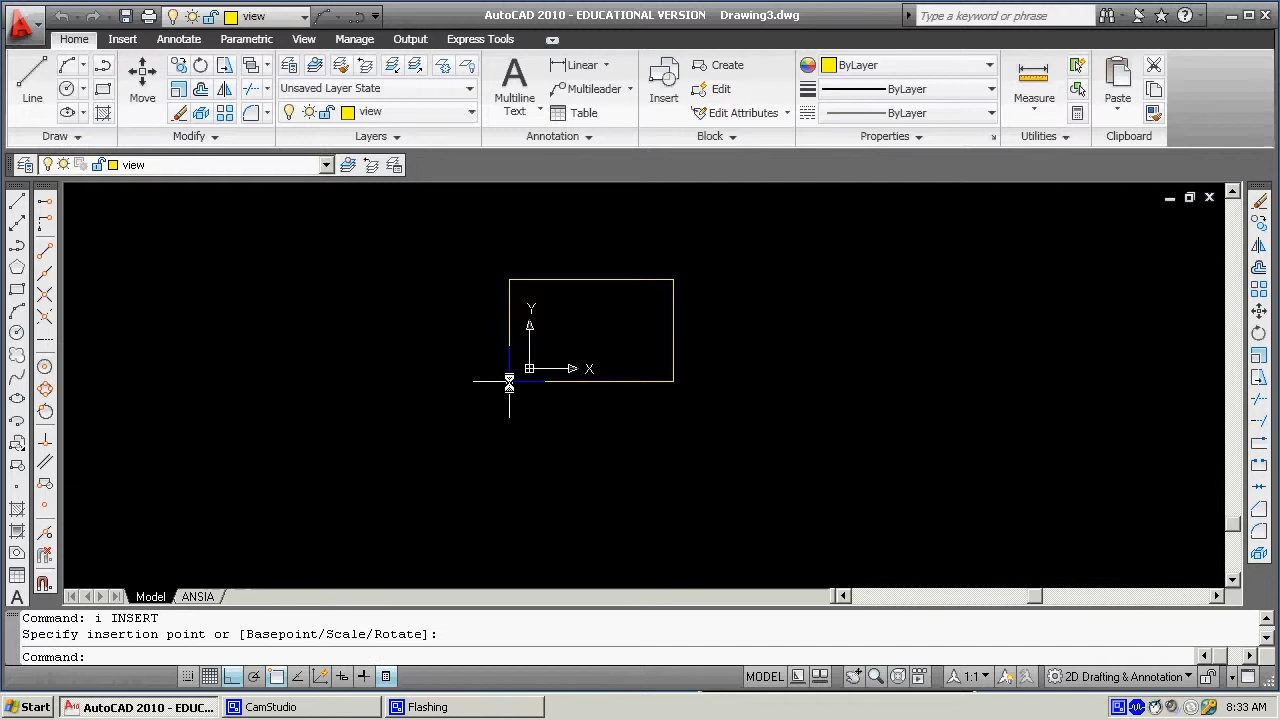 view
AutoCAD 2010 - EDUCATIONAL VERSION Drawing3.dwg
Type a keyword or phrase
Home Insert Annotate Parametric View Manage Output Express Tools
Line
Move
Unsaved Layer State
view
Multiline Text
Linear
Multileader
Table
Insert
Create
Edit
Edit Attributes
ByLayer
ByLayer
ByLayer
Measure
Paste
Draw Modify Layers Annotation Block Properties Utilities Clipboard
view
Y
X
A
Model ANSIA
Command: i INSERT
Specify insertion point or [Basepoint/Scale/Rotate]:
Command:
MODEL 1:1 2D Drafting & Annotation
Start AutoCAD 2010 - EDUC... CamStudio Flashing 8:33 AM